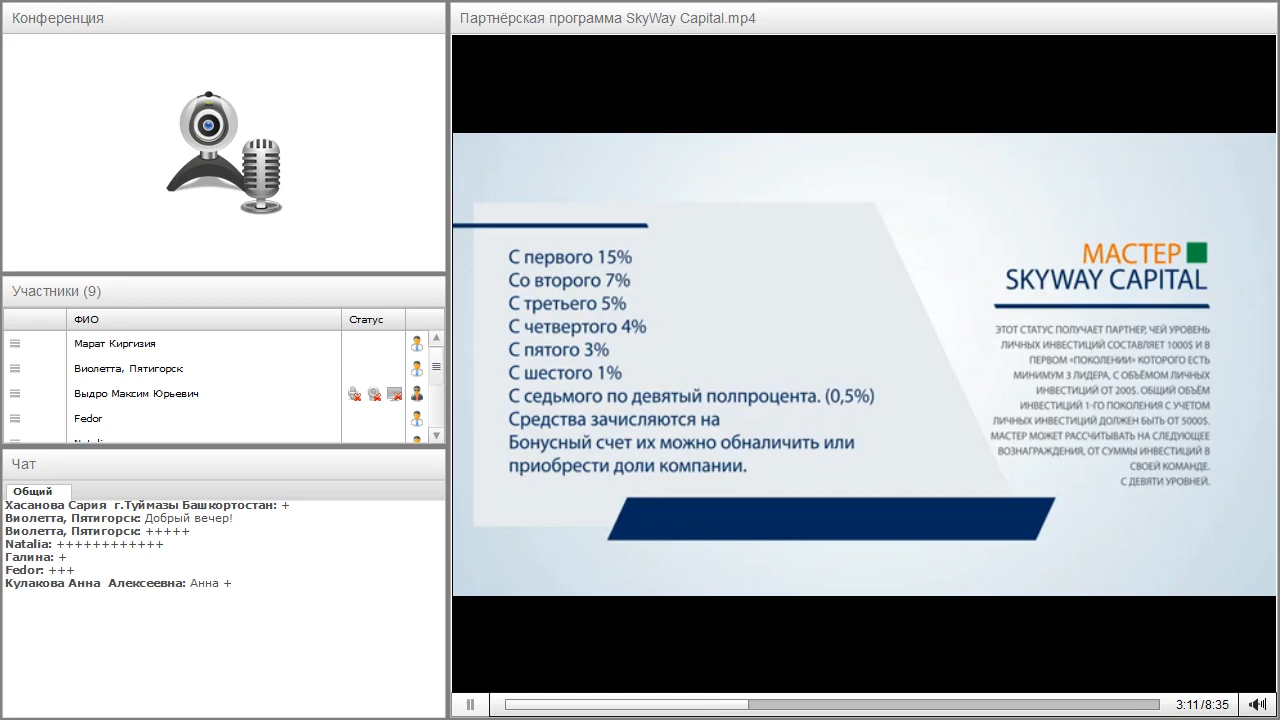 Конференция
Участники (9)
ФИО
Статус
Марат Киргизия
Виолетта, Пятигорск
Выдро Максим Юрьевич
Fedor
Чат
Общий
Хасанова Сария г.Туймазы Башкортостан: +
Виолетта, Пятигорск: Добрый вечер!
Виолетта, Пятигорск: +++++
Natalia: ++++++++++++
Галина: +
Fedor: +++
Кулакова Анна Алексеевна: Анна +
Партнёрская программа SkyWay Capital.mp4
С первого 15%
Со второго 7%
С третьего 5%
С четвертого 4%
С пятого 3%
С шестого 1%
С седьмого по девятый полпроцента. (0,5%)
Средства зачисляются на
Бонусный счет их можно обналичить или
приобрести доли компании.
МАСТЕР
SKYWAY CAPITAL
ЭТОТ СТАТУС ПОЛУЧАЕТ ПАРТНЕР, ЧЕЙ УРОВЕНЬ
ЛИЧНЫХ ИНВЕСТИЦИЙ СОСТАВЛЯЕТ 1000$ И В
ПЕРВОМ «ПОКОЛЕНИИ» КОТОРОГО ЕСТЬ
МИНИМУМ 3 ЛИДЕРА, С ОБЪЁМОМ ЛИЧНЫХ
ИНВЕСТИЦИЙ ОТ 200$. ОБЩИЙ ОБЪЁМ
ИНВЕСТИЦИЙ 1-ГО ПОКОЛЕНИЯ С УЧЕТОМ
ЛИЧНЫХ ИНВЕСТИЦИЙ ДОЛЖЕН БЫТЬ ОТ 5000$.
МАСТЕР МОЖЕТ РАССЧИТЫВАТЬ НА СЛЕДУЮЩЕЕ
ВОЗНАГРАЖДЕНИЯ, ОТ СУММЫ ИНВЕСТИЦИЙ В
СВОЕЙ КОМАНДЕ.
С ДЕВЯТИ УРОВНЕЙ.
3:11/8:35